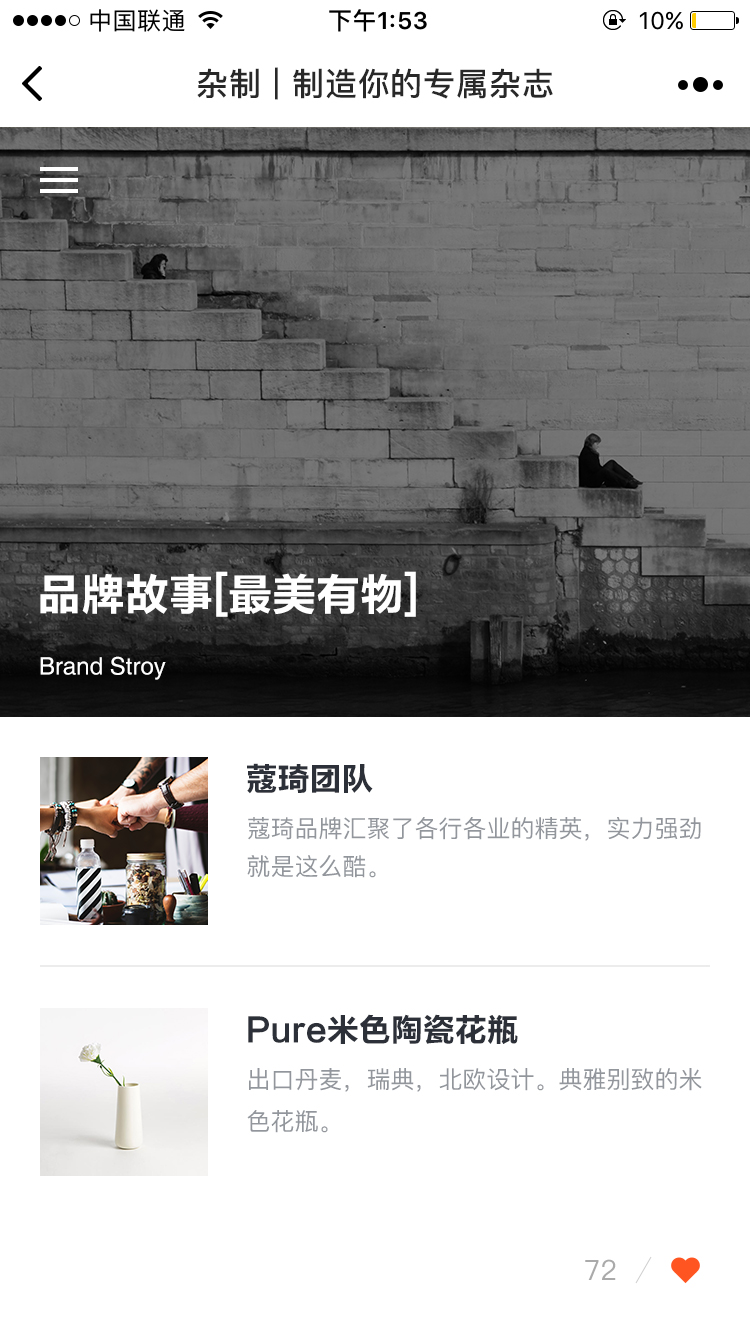 中国联通 下午1:53 10%
杂制｜制造你的专属杂志
品牌故事[最美有物]
Brand Stroy
蔻琦团队
蔻琦品牌汇聚了各行各业的精英，实力强劲
就是这么酷。
Pure米色陶瓷花瓶
出口丹麦，瑞典，北欧设计。典雅别致的米
色花瓶。
72